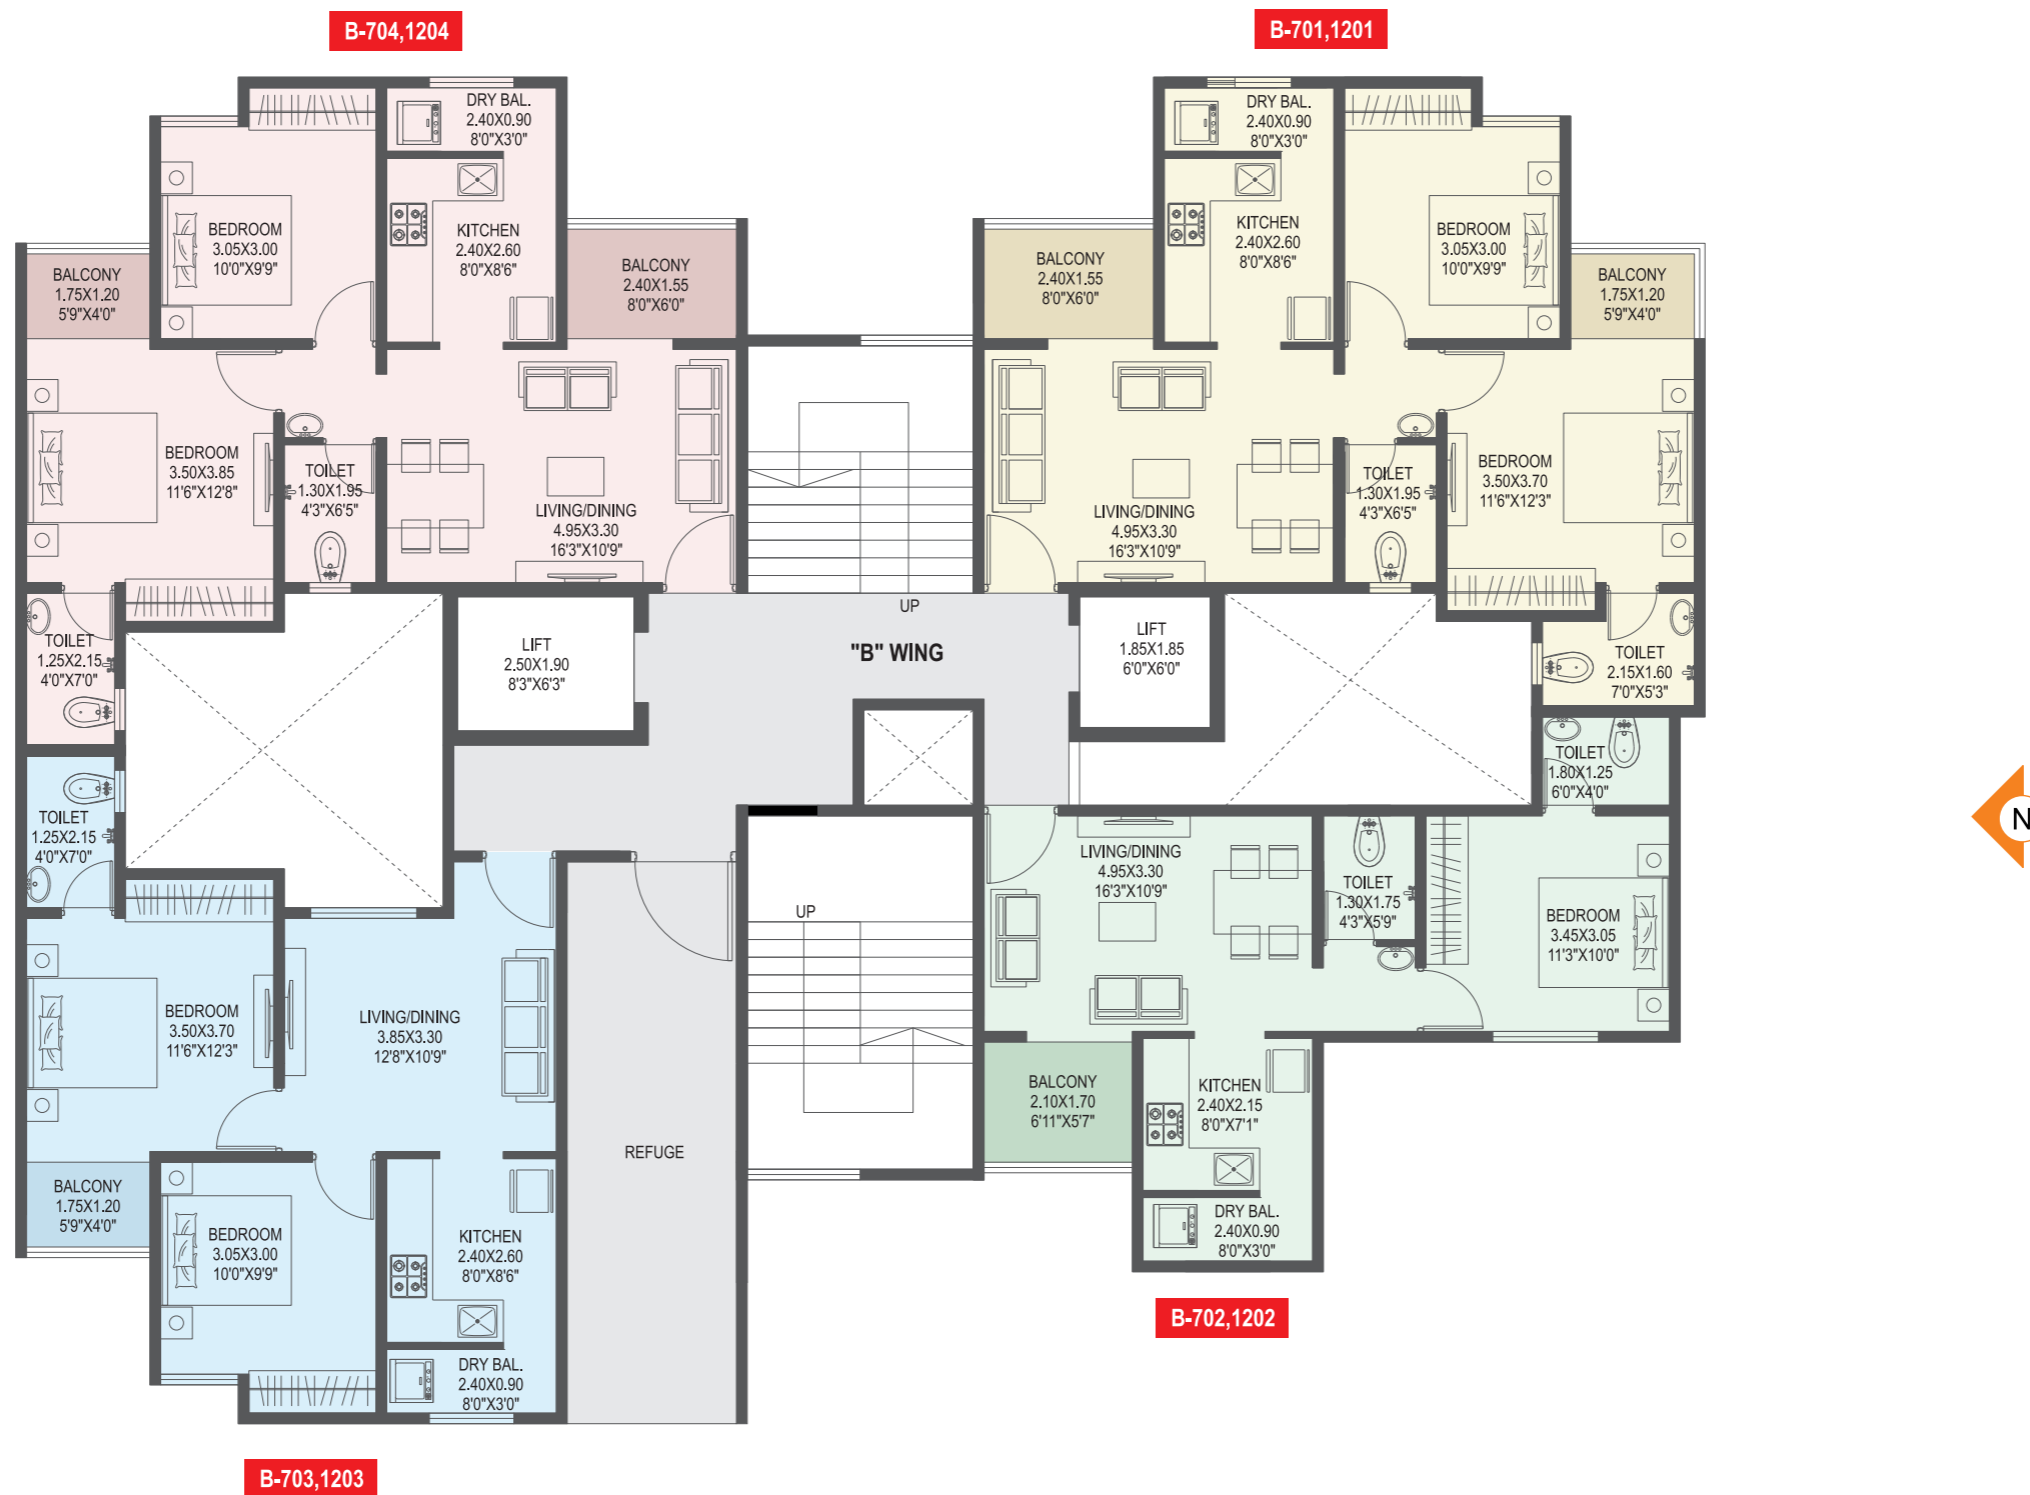 B-704,1204
B-701,1201
DRY BAL.
2.40X0.90
8'0"X3'0"
BEDROOM
3.05X3.00
10'0"X9'9"
KITCHEN
2.40X2.60
8'0"X8'6"
BALCONY
1.75X1.20
5'9"X4'0"
BALCONY
2.40X1.55
8'0"X6'0"
BEDROOM
3.50X3.85
11'6"X12'8"
TOILET
1.30X1.95
4'3"X6'5"
LIVING/DINING
4.95X3.30
16'3"X10'9"
TOILET
1.25X2.15
4'0"X7'0"
DRY BAL.
2.40X0.90
8'0"X3'0"
KITCHEN
2.40X2.60
8'0"X8'6"
BEDROOM
3.05X3.00
10'0"X9'9"
BALCONY
2.40X1.55
8'0"X6'0"
BALCONY
1.75X1.20
5'9"X4'0"
LIVING/DINING
4.95X3.30
16'3"X10'9"
TOILET
1.30X1.95
4'3"X6'5"
BEDROOM
3.50X3.70
11'6"X12'3"
TOILET
2.15X1.60
7'0"X5'3"
UP
LIFT
2.50X1.90
8'3"X6'3"
"B" WING
LIFT
1.85X1.85
6'0"X6'0"
TOILET
1.25X2.15
4'0"X7'0"
BEDROOM
3.50X3.70
11'6"X12'3"
LIVING/DINING
3.85X3.30
12'8"X10'9"
BALCONY
1.75X1.20
5'9"X4'0"
BEDROOM
3.05X3.00
10'0"X9'9"
KITCHEN
2.40X2.60
8'0"X8'6"
DRY BAL.
2.40X0.90
8'0"X3'0"
REFUGE
UP
TOILET
1.80X1.25
6'0"X4'0"
LIVING/DINING
4.95X3.30
16'3"X10'9"
TOILET
1.30X1.75
4'3"X5'9"
BEDROOM
3.45X3.05
11'3"X10'0"
BALCONY
2.10X1.70
6'11"X5'7"
KITCHEN
2.40X2.15
8'0"X7'1"
DRY BAL.
2.40X0.90
8'0"X3'0"
N
B-702,1202
B-703,1203